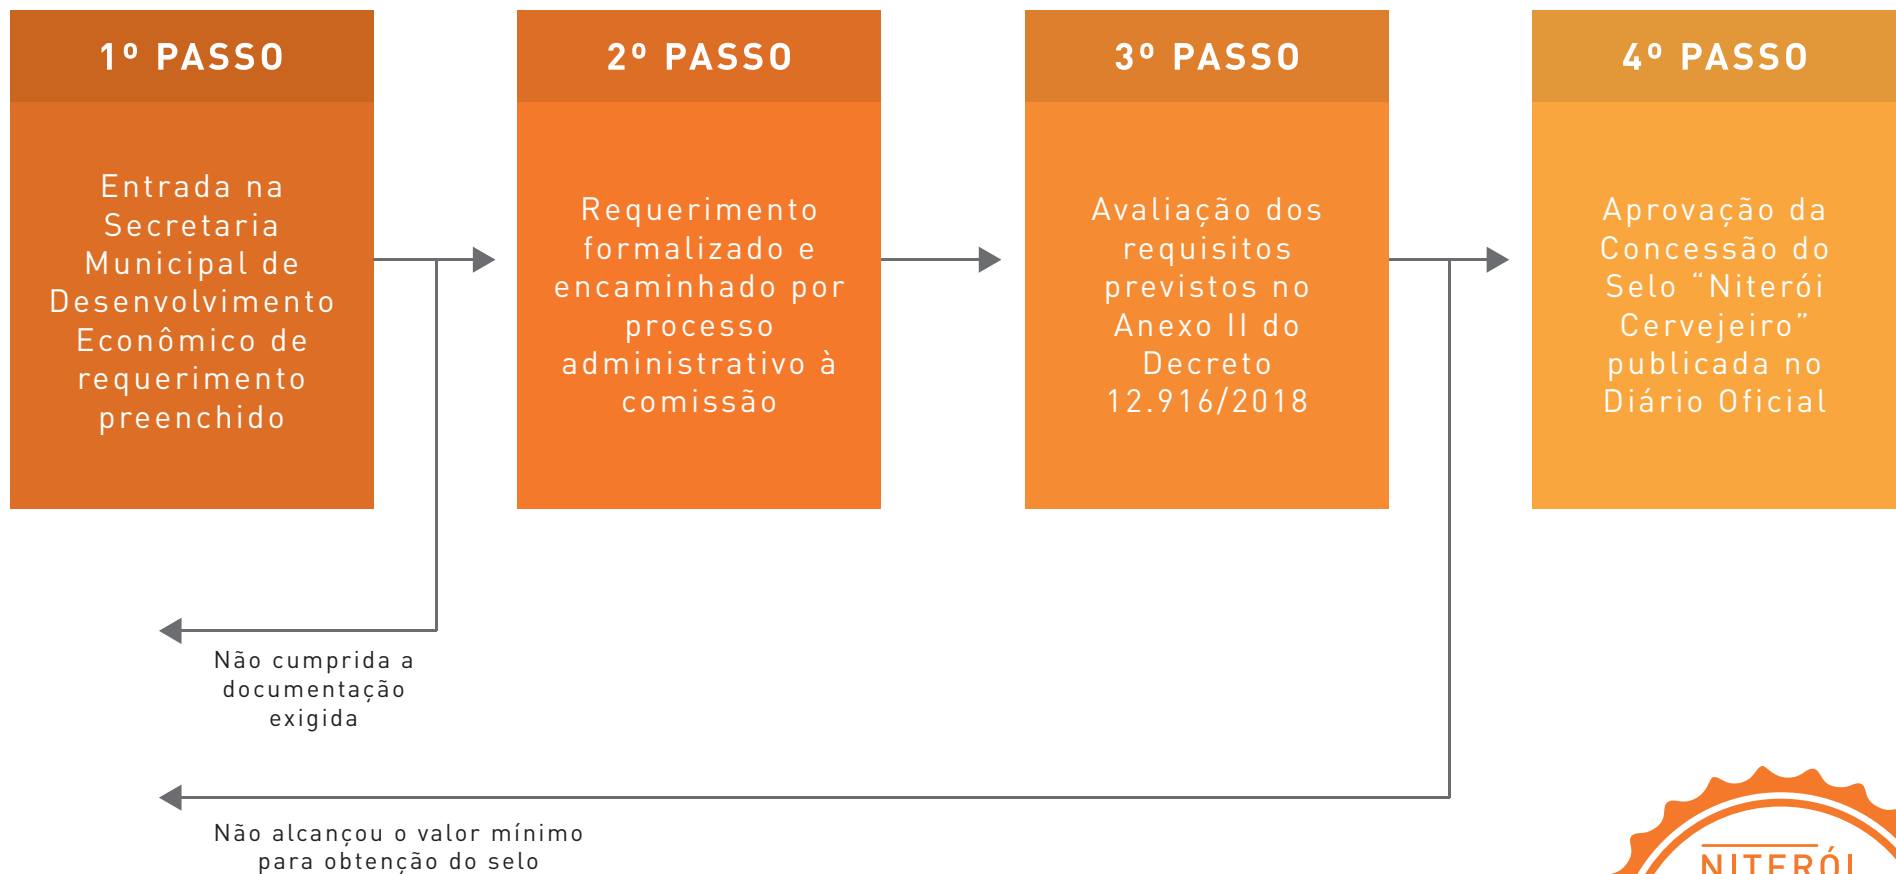 1º PASSO
Entrada na
Secretaria
Municipal de
Desenvolvimento
Econômico de
requerimento
preenchido
2º PASSO
Requerimento
formalizado e
encaminhado por
processo
administrativo à
comissão
3º PASSO
Avaliação dos
requisitos
previstos no
Anexo II do
Decreto
12.916/2018
4º PASSO
Aprovação da
Concessão do
Selo “Niterói
Cervejeiro”
publicada no
Diário Oficial
Não cumprida a
documentação
exigida
Não alcançou o valor mínimo
para obtenção do selo
NITERÓI